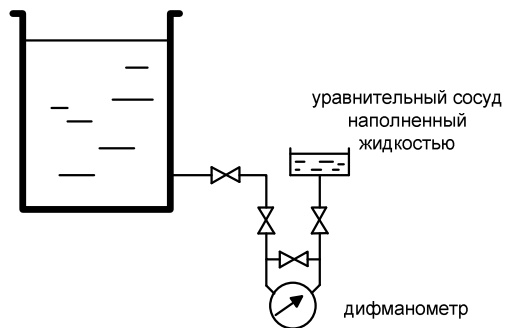 уравнительный сосуд
наполненный
жидкостью
дифманометр